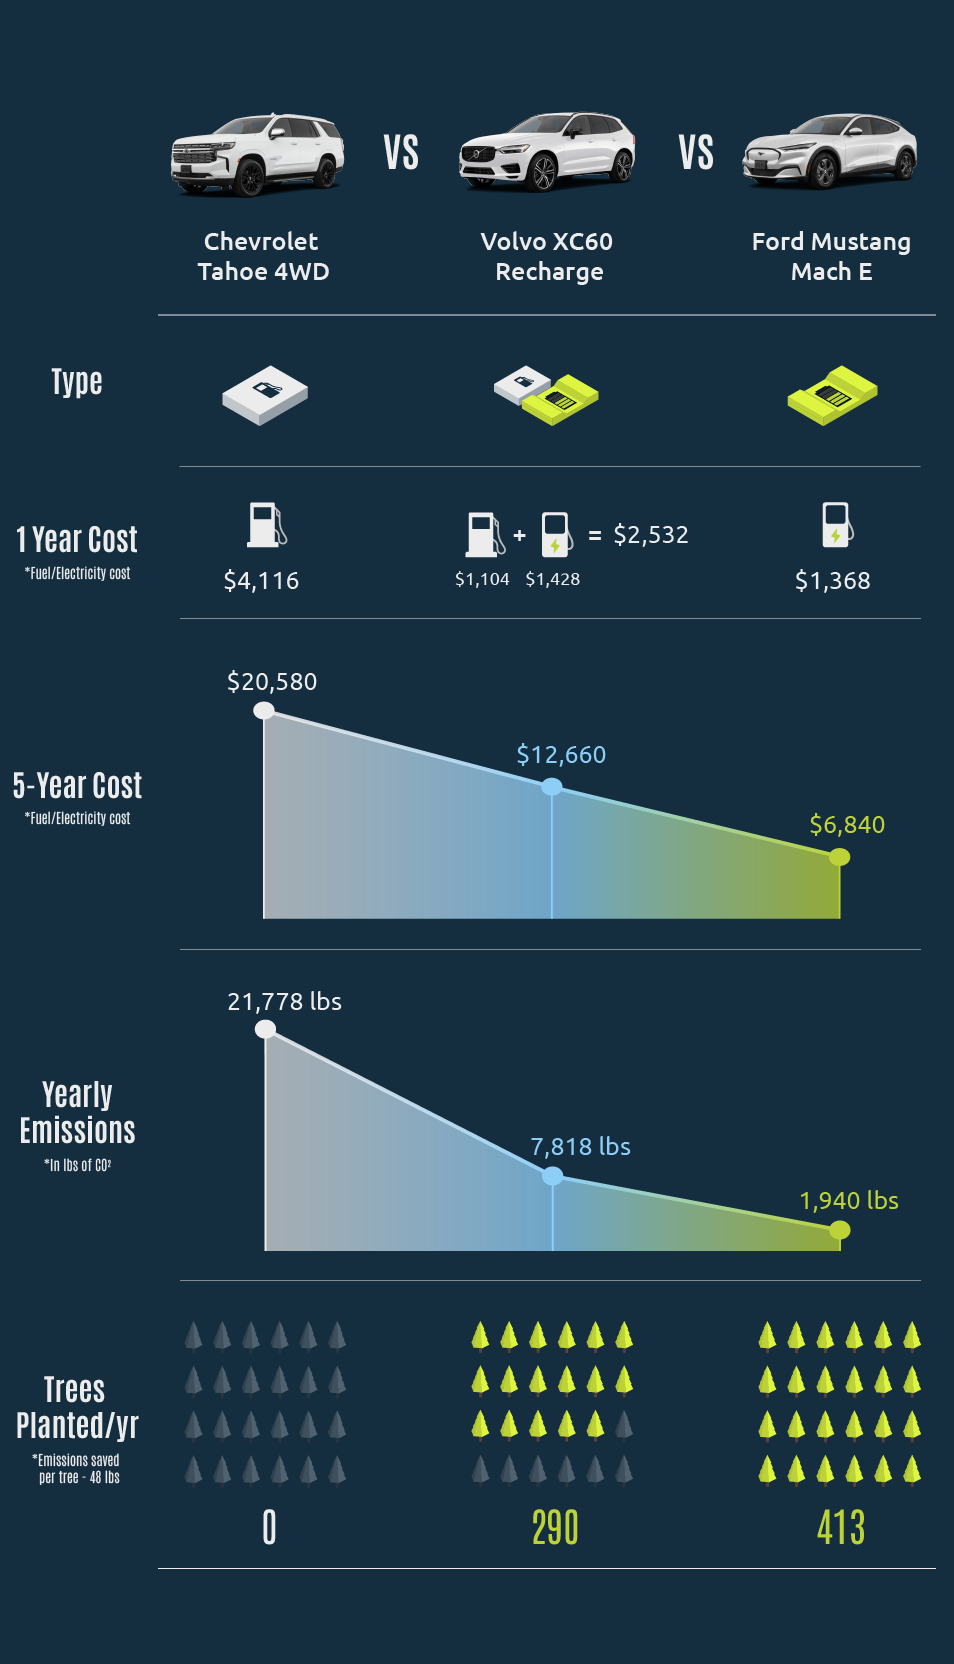 VS
VS
Chevrolet
Tahoe 4WD
Volvo XC60
Recharge
Ford Mustang
Mach E
Type
1 Year Cost
*Fuel/Electricity cost
$4,116
+
= $2,532
$1,104
$1,428
$1,368
5-Year Cost
*Fuel/Electricity cost
$20,580
$12,660
$6,840
Yearly
Emissions
*In lbs of CO²
21,778 lbs
7,818 lbs
1,940 lbs
Trees
Planted/yr
*Emissions saved
per tree - 48 lbs
0
290
413